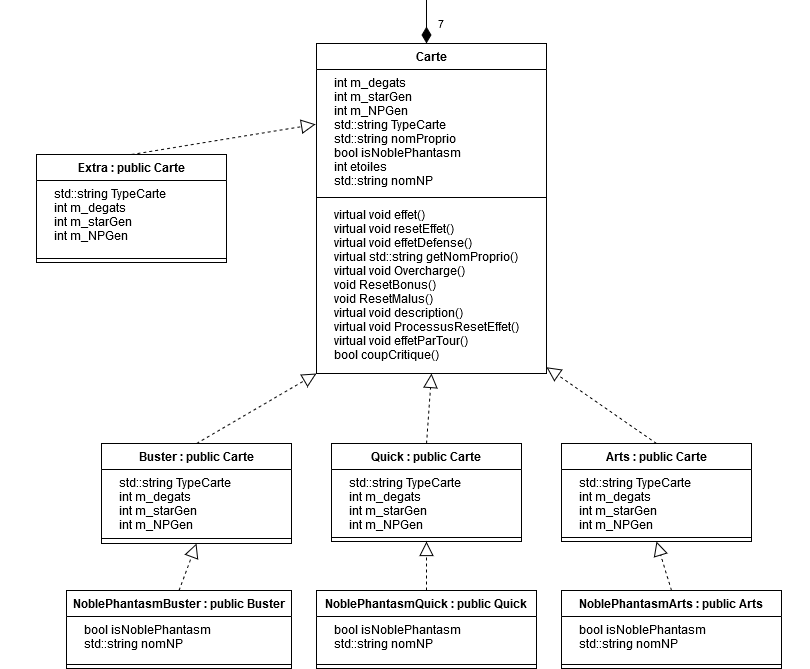 7
Carte
int m_degats
int m_starGen
int m_NPGen
std::string TypeCarte
std::string nomProprio
bool isNoblePhantasm
int etoiles
std::string nomNP
virtual void effet()
virtual void resetEffet()
virtual void effetDefense()
virtual std::string getNomProprio()
virtual void Overcharge()
void ResetBonus()
void ResetMalus()
virtual void description()
virtual void ProcessusResetEffet()
virtual void effetParTour()
bool coupCritique()
Extra : public Carte
std::string TypeCarte
int m_degats
int m_starGen
int m_NPGen
Buster : public Carte
std::string TypeCarte
int m_degats
int m_starGen
int m_NPGen
Quick : public Carte
std::string TypeCarte
int m_degats
int m_starGen
int m_NPGen
Arts : public Carte
std::string TypeCarte
int m_degats
int m_starGen
int m_NPGen
NoblePhantasmBuster : public Buster
bool isNoblePhantasm
std::string nomNP
NoblePhantasmQuick : public Quick
bool isNoblePhantasm
std::string nomNP
NoblePhantasmArts : public Arts
bool isNoblePhantasm
std::string nomNP